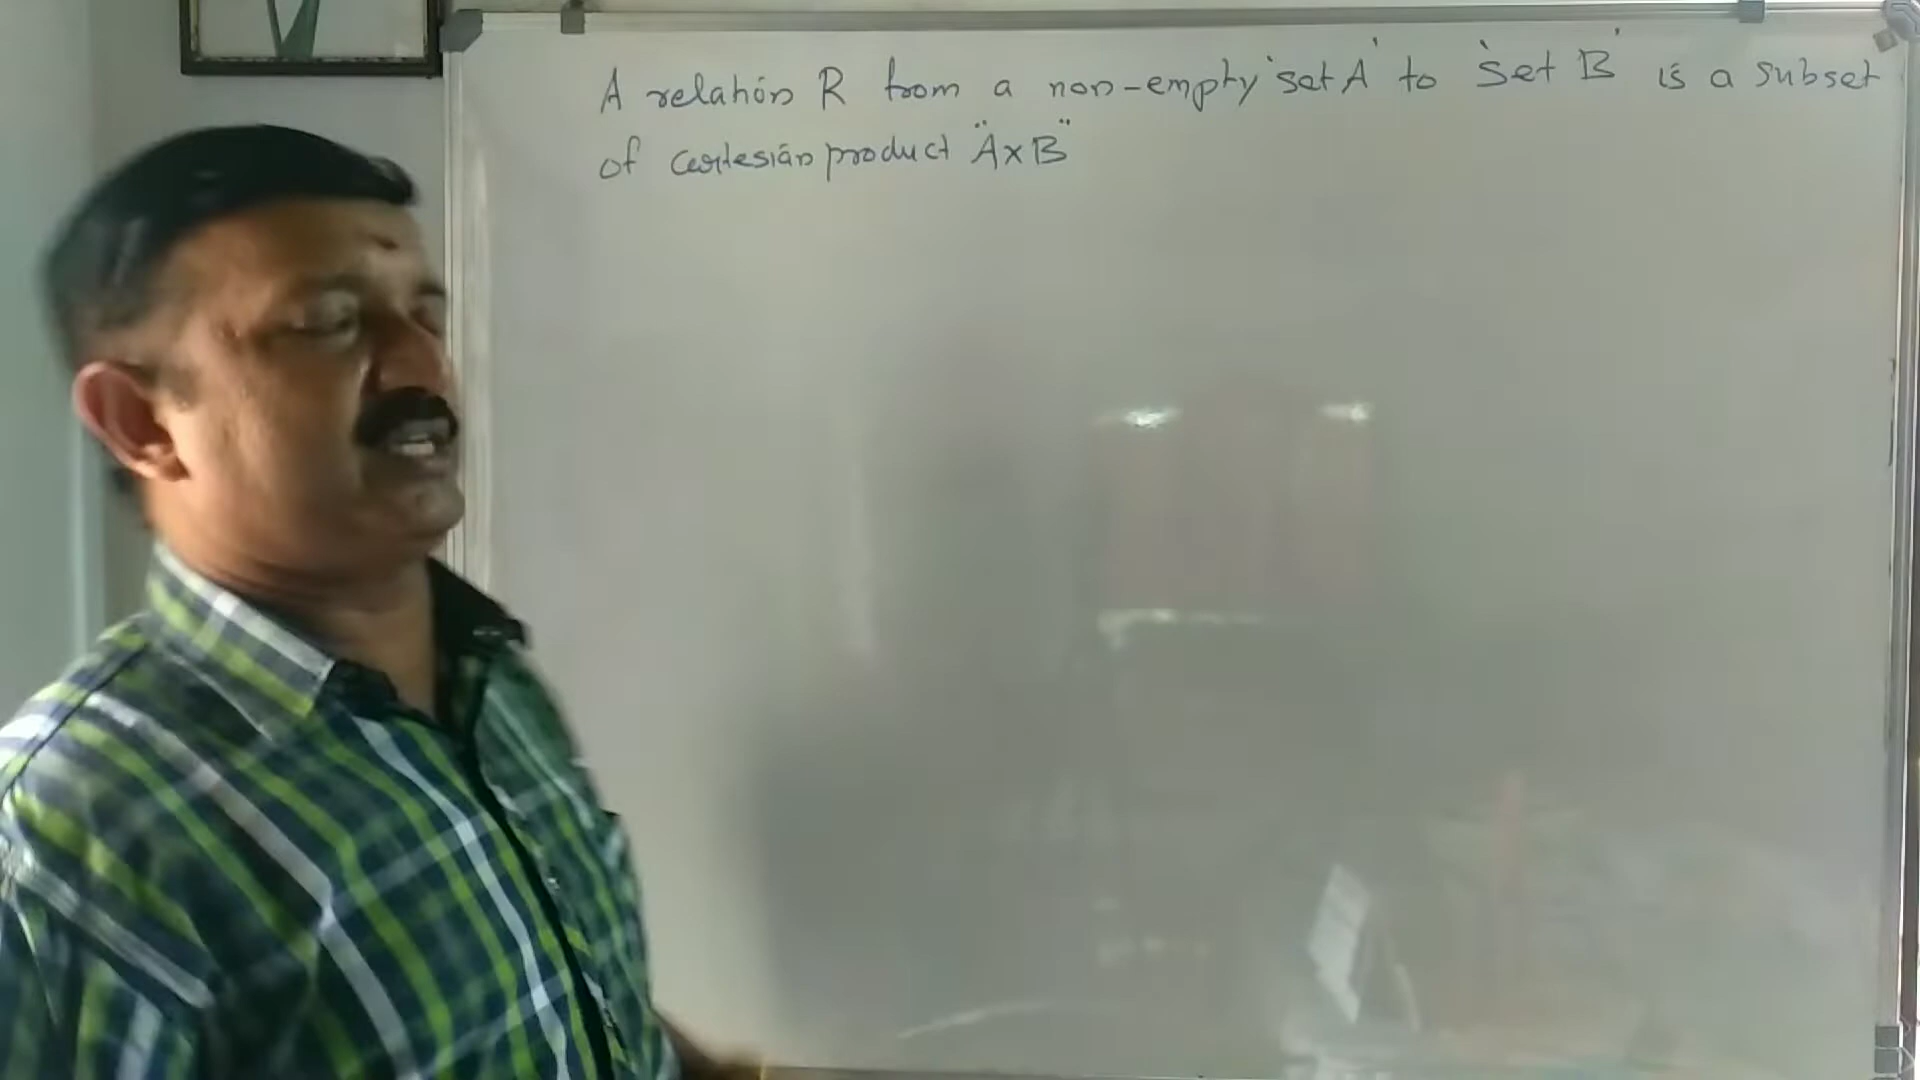 A relation R from a non-empty 'set A' to 'set B' is a subset
of cartesian product "A×B"